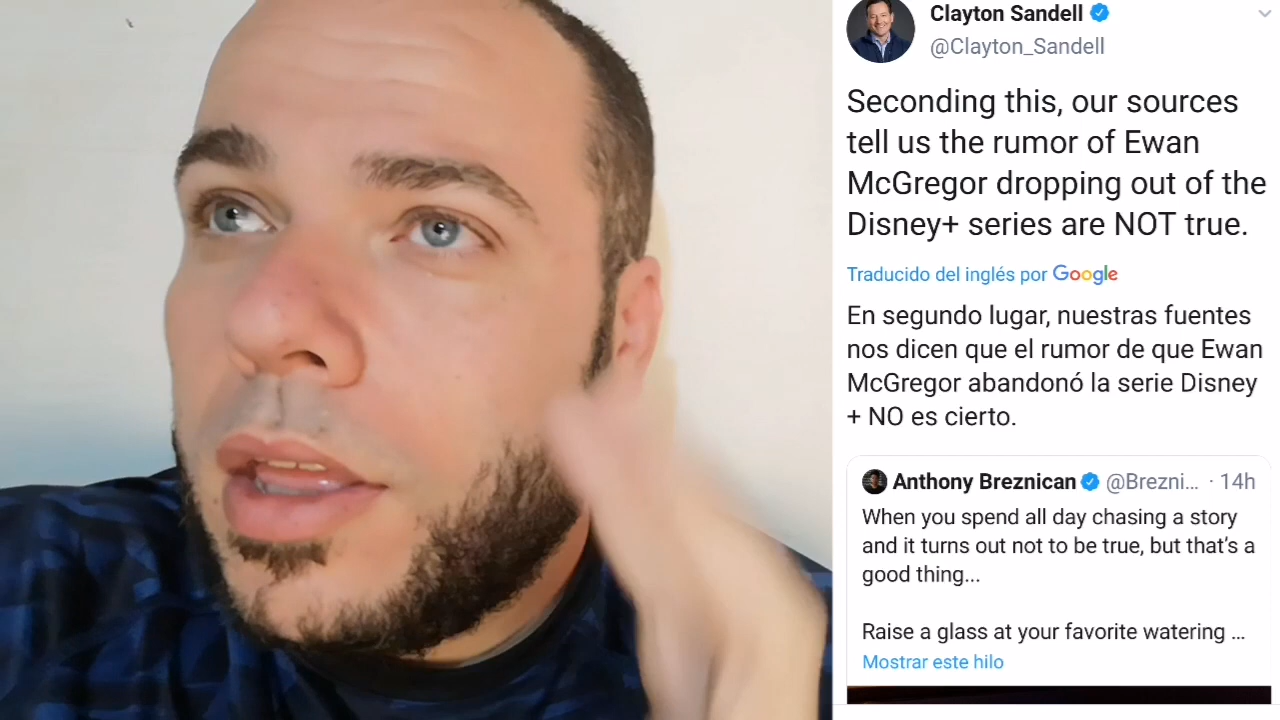 Clayton Sandell
@Clayton_Sandell
Seconding this, our sources
tell us the rumor of Ewan
McGregor dropping out of the
Disney+ series are NOT true.
Traducido del inglés por Google
En segundo lugar, nuestras fuentes
nos dicen que el rumor de que Ewan
McGregor abandonó la serie Disney
+ NO es cierto.
Anthony Breznican @Brezni... · 14h
When you spend all day chasing a story
and it turns out not to be true, but that's a
good thing...
Raise a glass at your favorite watering ...
Mostrar este hilo